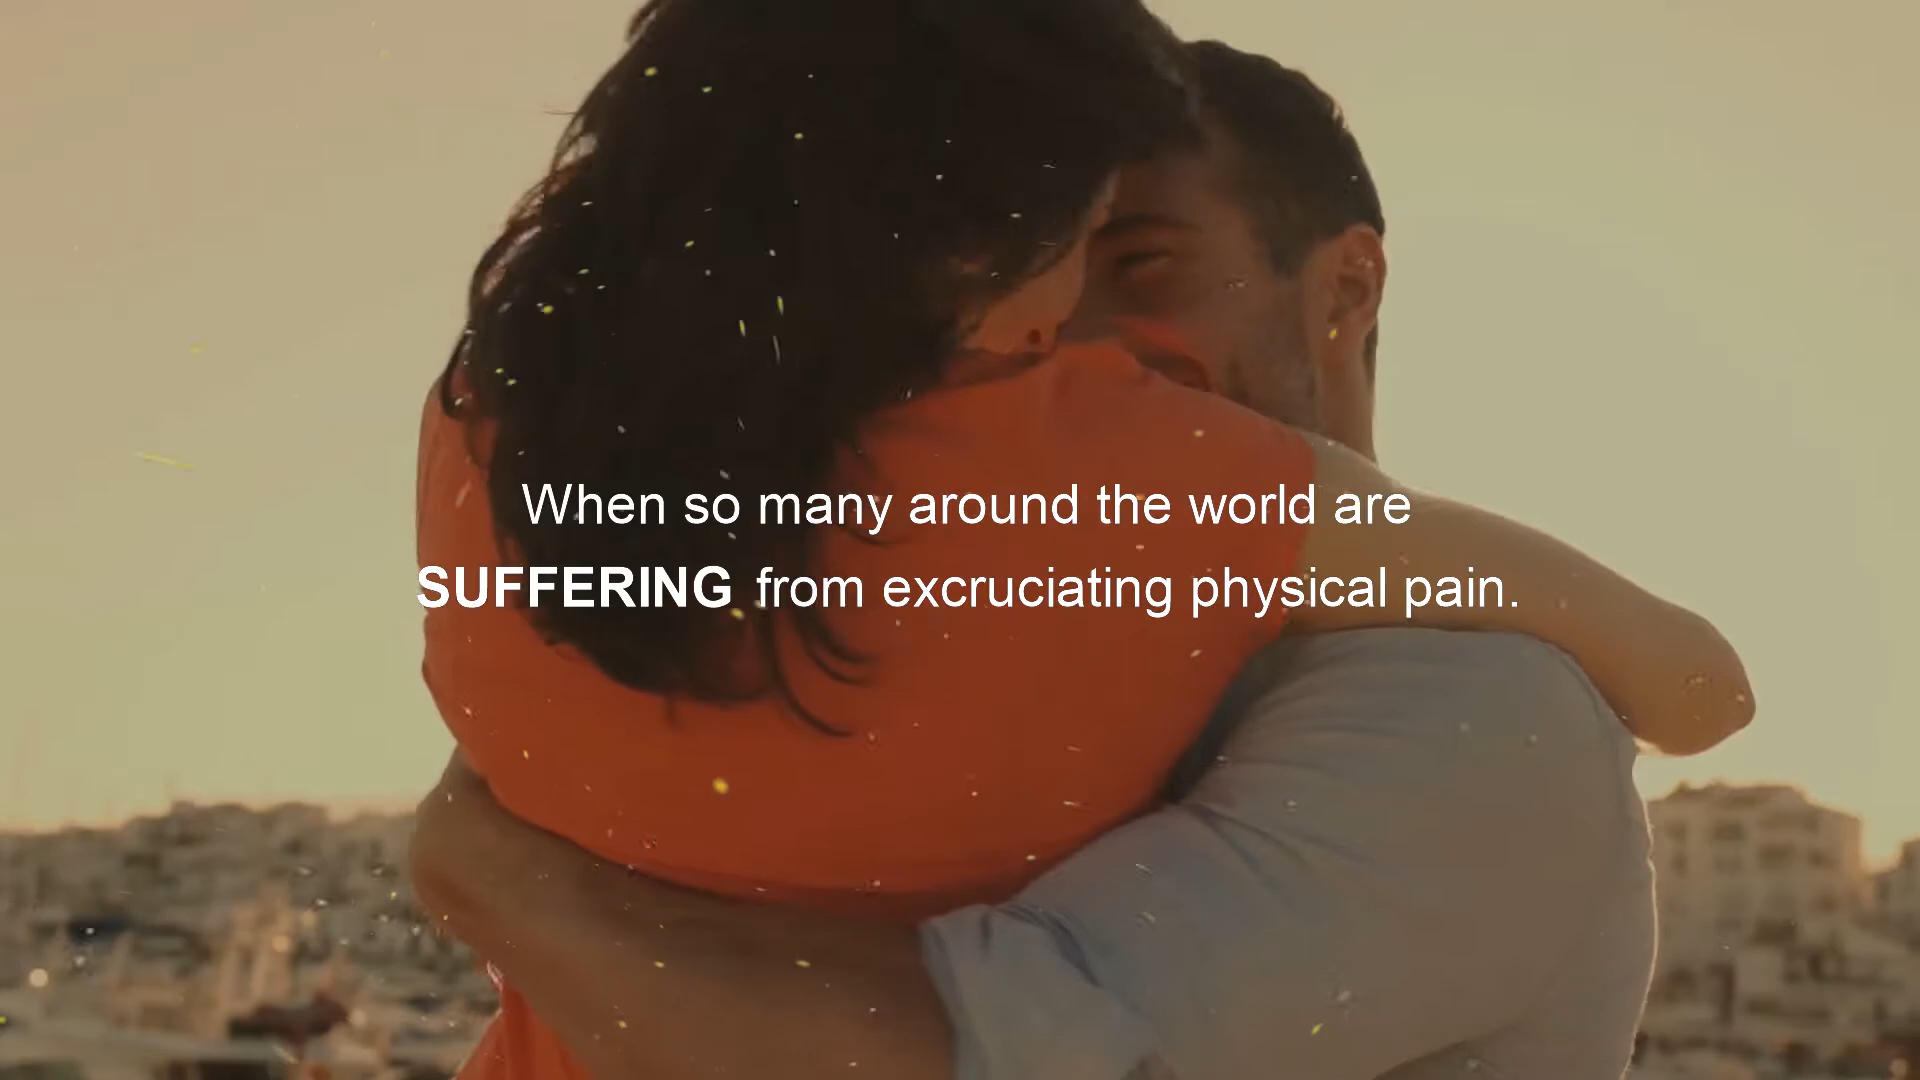 When so many around the world are
SUFFERING from excruciating physical pain.